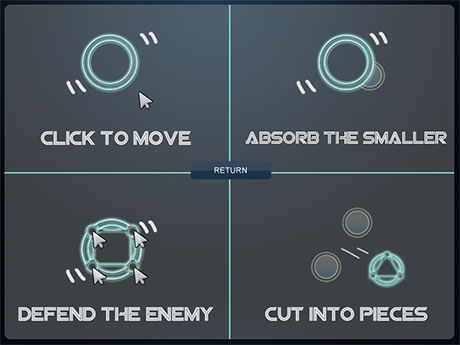 CLICK TO MOVE
ABSORB THE SMALLER
RETURN
DEFEND THE ENEMY
CUT INTO PIECES